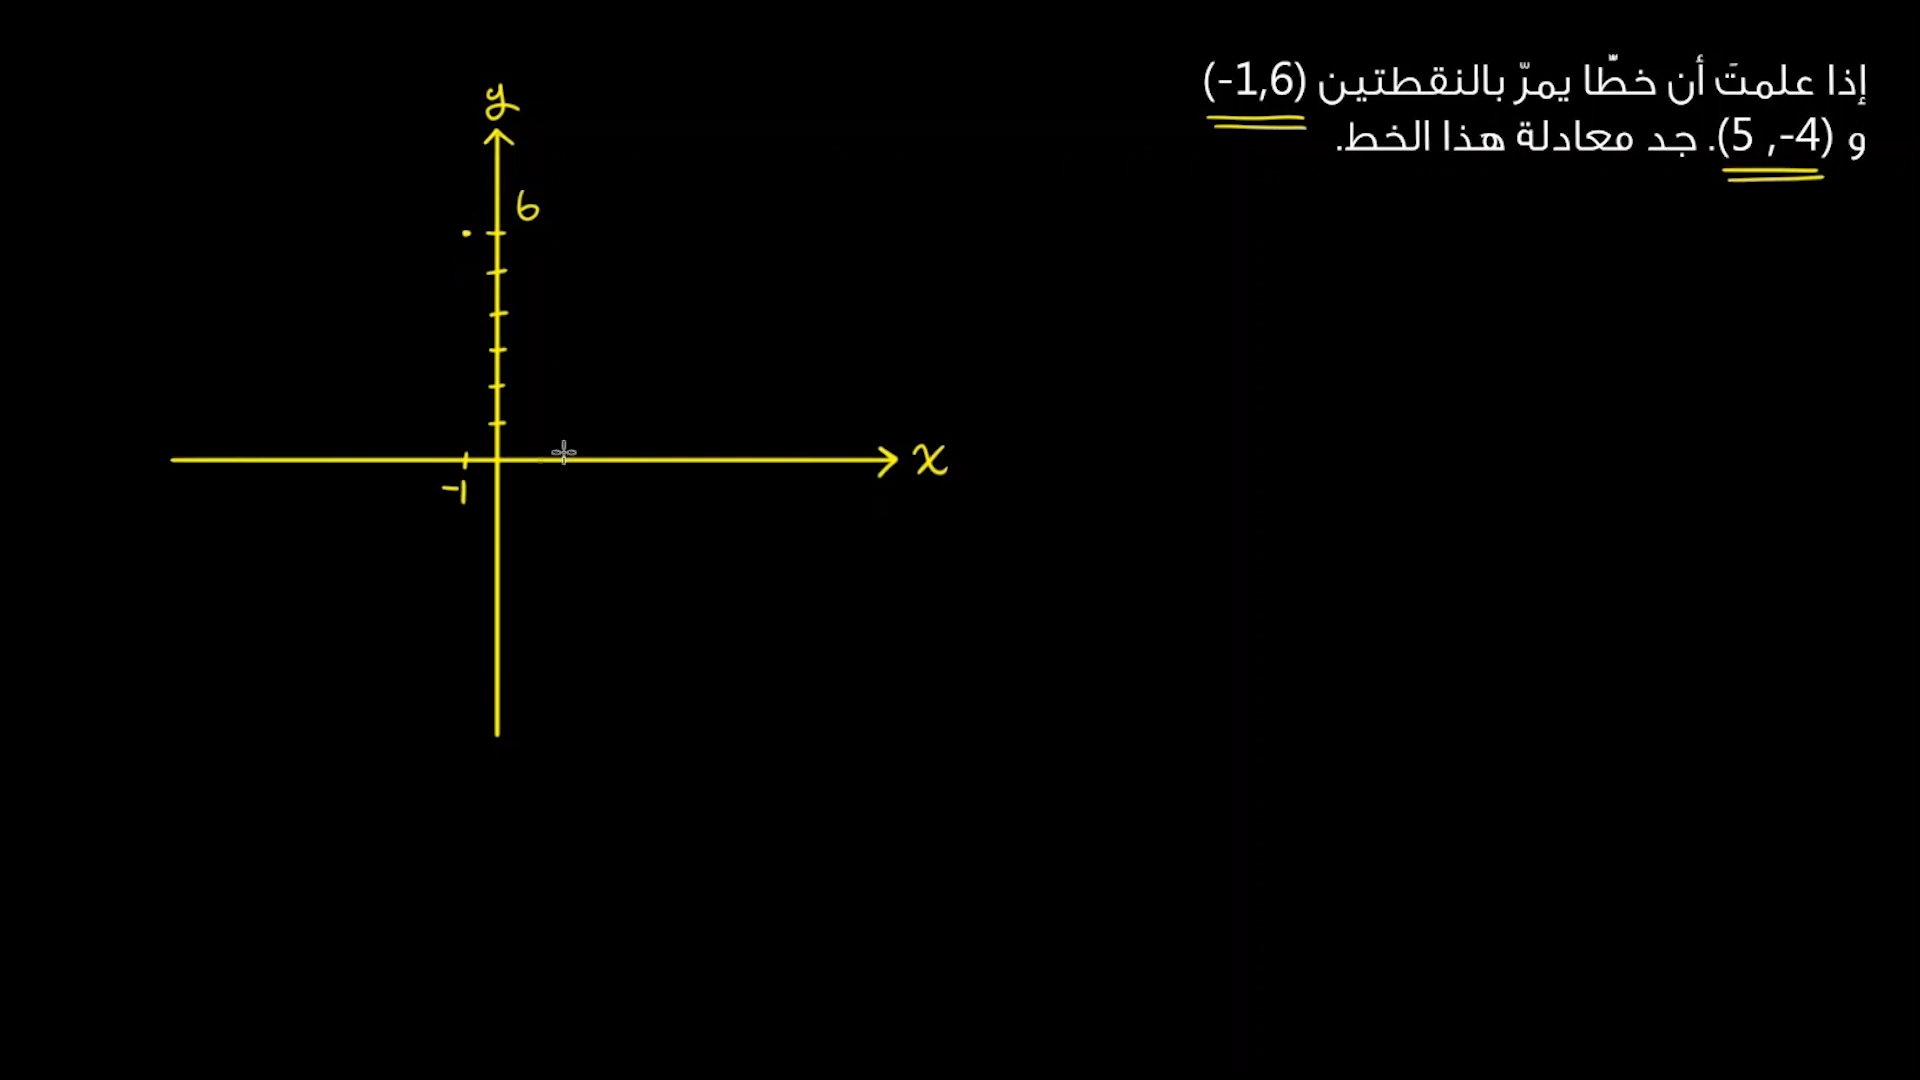 إذا علمتَ أن خطًّا يمرّ بالنقطتين (-1,6)
و (5 ,-4). جد معادلة هذا الخط.
y
6
x
-1